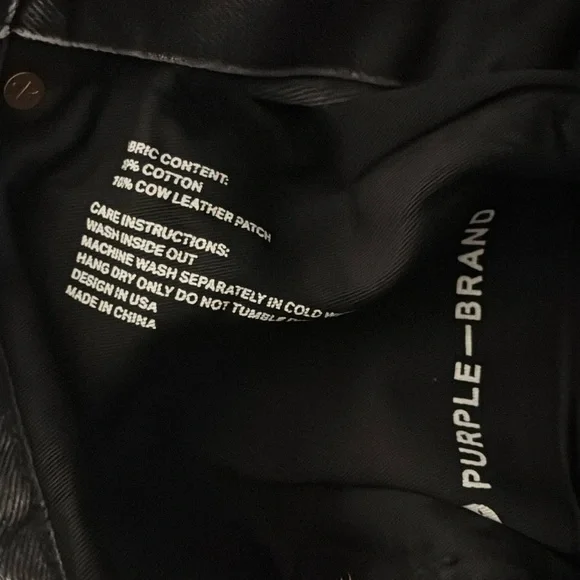 BRIC CONTENT:
% COTTON
100% COW LEATHER PATCH
CARE INSTRUCTIONS:
WASH INSIDE OUT
MACHINE WASH SEPARATELY IN COLD
HANG DRY ONLY DO NOT TUMBLE
DESIGN IN USA
MADE IN CHINA
PURPLE—BRAND